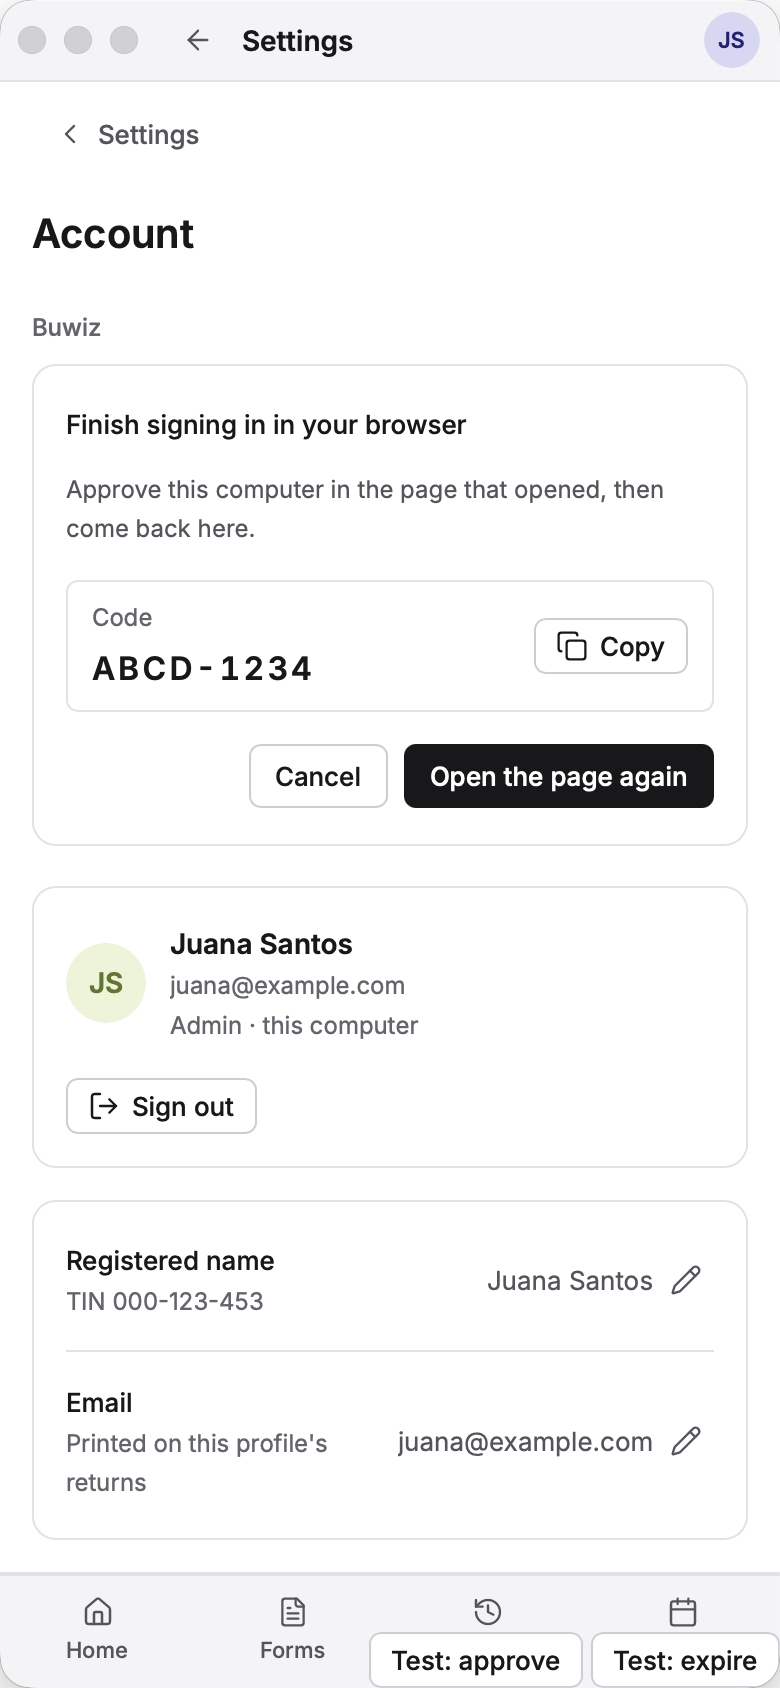 Settings
JS
Settings
Account
Buwiz
Finish signing in in your browser
Approve this computer in the page that opened, then
come back here.
Code
ABCD-1234
Copy
Cancel
Open the page again
JS
Juana Santos
juana@example.com
Admin · this computer
Sign out
Registered name
TIN 000-123-453
Juana Santos
Email
Printed on this profile's
returns
juana@example.com
Home
Forms
Test: approve
Test: expire